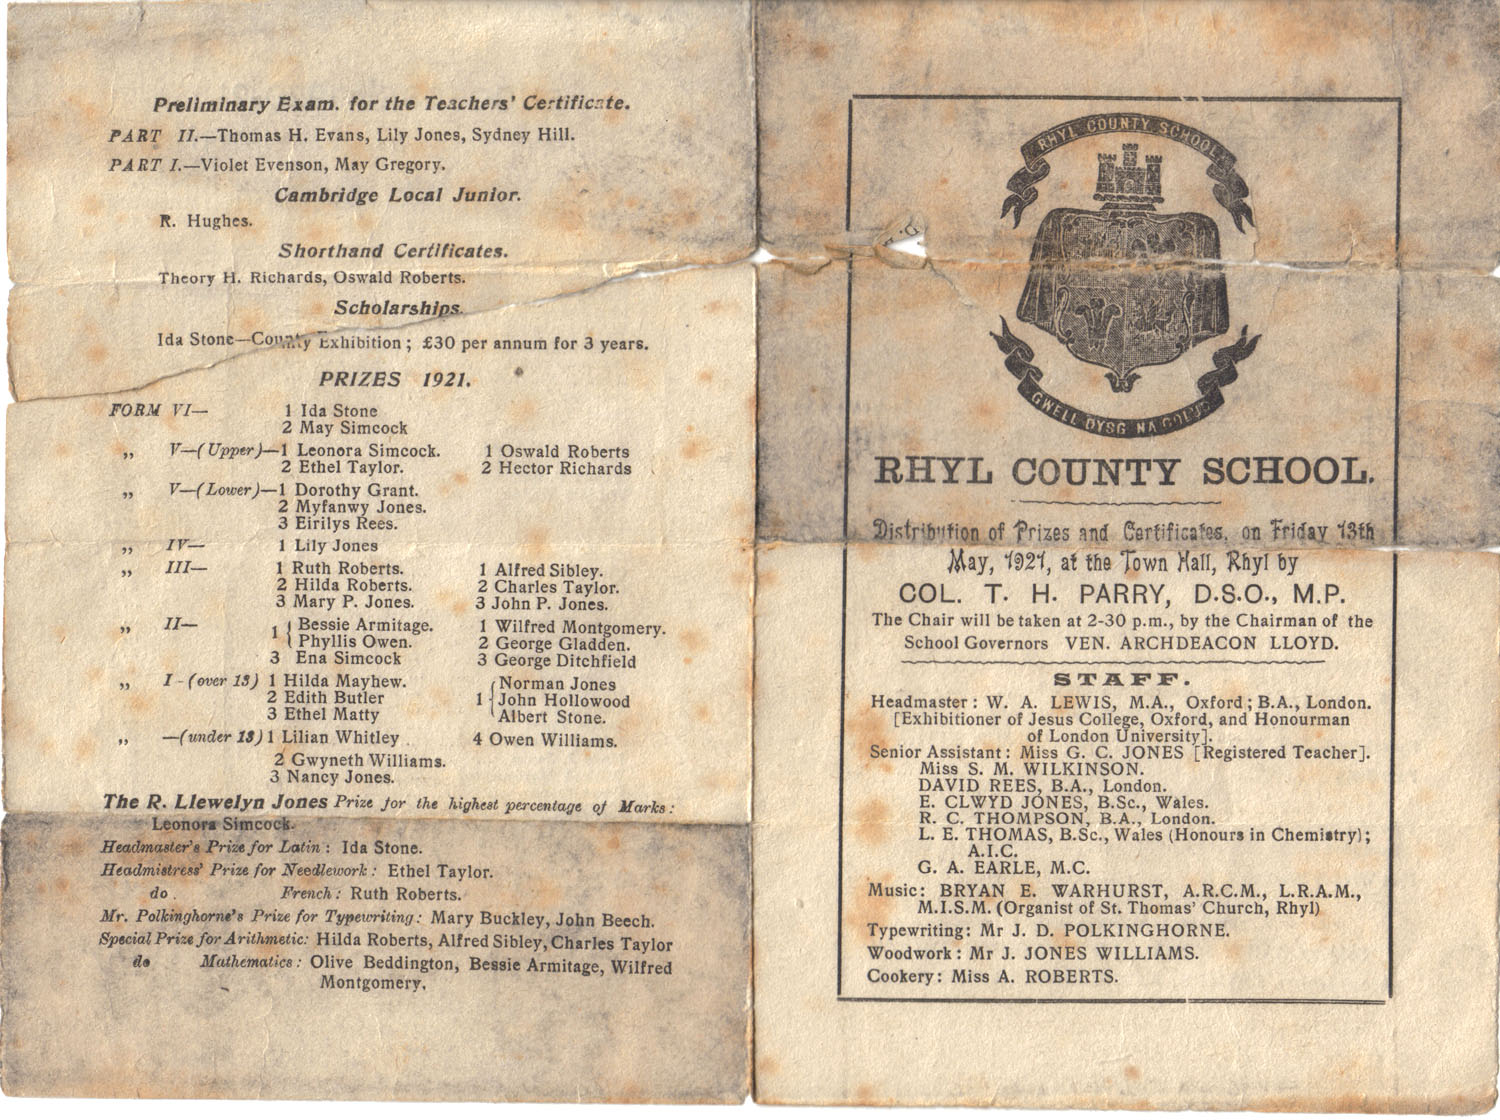 Preliminary Exam. for the Teachers' Certificate.
PART II.—Thomas H. Evans, Lily Jones, Sydney Hill.
PART I.—Violet Evenson, May Gregory.
Cambridge Local Junior.
R. Hughes.
Shorthand Certificates.
Theory H. Richards, Oswald Roberts.
Scholarships.
Ida Stone—County Exhibition; £30 per annum for 3 years.
PRIZES 1921.
FORM VI— 1 Ida Stone
2 May Simcock
„ V—(Upper)—1 Leonora Simcock. 1 Oswald Roberts
2 Ethel Taylor. 2 Hector Richards
„ V—(Lower)—1 Dorothy Grant.
2 Myfanwy Jones.
3 Eirilys Rees.
„ IV— 1 Lily Jones
„ III— 1 Ruth Roberts. 1 Alfred Sibley.
2 Hilda Roberts. 2 Charles Taylor.
3 Mary P. Jones. 3 John P. Jones.
„ II— 1 { Bessie Armitage. 1 Wilfred Montgomery.
Phyllis Owen. 2 George Gladden.
3 Ena Simcock 3 George Ditchfield
„ I-(over 13) 1 Hilda Mayhew. Norman Jones
2 Edith Butler 1 { John Hollowood
3 Ethel Matty Albert Stone.
„ —(under 13) 1 Lilian Whitley 4 Owen Williams.
2 Gwyneth Williams.
3 Nancy Jones.
The R. Llewelyn Jones Prize for the highest percentage of Marks:
Leonora Simcock.
Headmaster's Prize for Latin: Ida Stone.
Headmistress' Prize for Needlework: Ethel Taylor.
do. French: Ruth Roberts.
Mr. Polkinghorne's Prize for Typewriting: Mary Buckley, John Beech.
Special Prize for Arithmetic: Hilda Roberts, Alfred Sibley, Charles Taylor
do Mathematics: Olive Beddington, Bessie Armitage, Wilfred
Montgomery.
RHYL COUNTY SCHOOL
GWELL DYSG NA GOLUD
RHYL COUNTY SCHOOL.
Distribution of Prizes and Certificates, on Friday 13th
May, 1921, at the Town Hall, Rhyl by
COL. T. H. PARRY, D.S.O., M.P.
The Chair will be taken at 2-30 p.m., by the Chairman of the
School Governors VEN. ARCHDEACON LLOYD.
STAFF.
Headmaster: W. A. LEWIS, M.A., Oxford; B.A., London.
[Exhibitioner of Jesus College, Oxford, and Honourman
of London University].
Senior Assistant: Miss G. C. JONES [Registered Teacher].
Miss S. M. WILKINSON.
DAVID REES, B.A., London.
E. CLWYD JONES, B.Sc., Wales.
R. C. THOMPSON, B.A., London.
L. E. THOMAS, B.Sc., Wales (Honours in Chemistry);
A.I.C.
G. A. EARLE, M.C.
Music: BRYAN E. WARHURST, A.R.C.M., L.R.A.M.,
M.I.S.M. (Organist of St. Thomas' Church, Rhyl)
Typewriting: Mr J. D. POLKINGHORNE.
Woodwork: Mr J. JONES WILLIAMS.
Cookery: Miss A. ROBERTS.